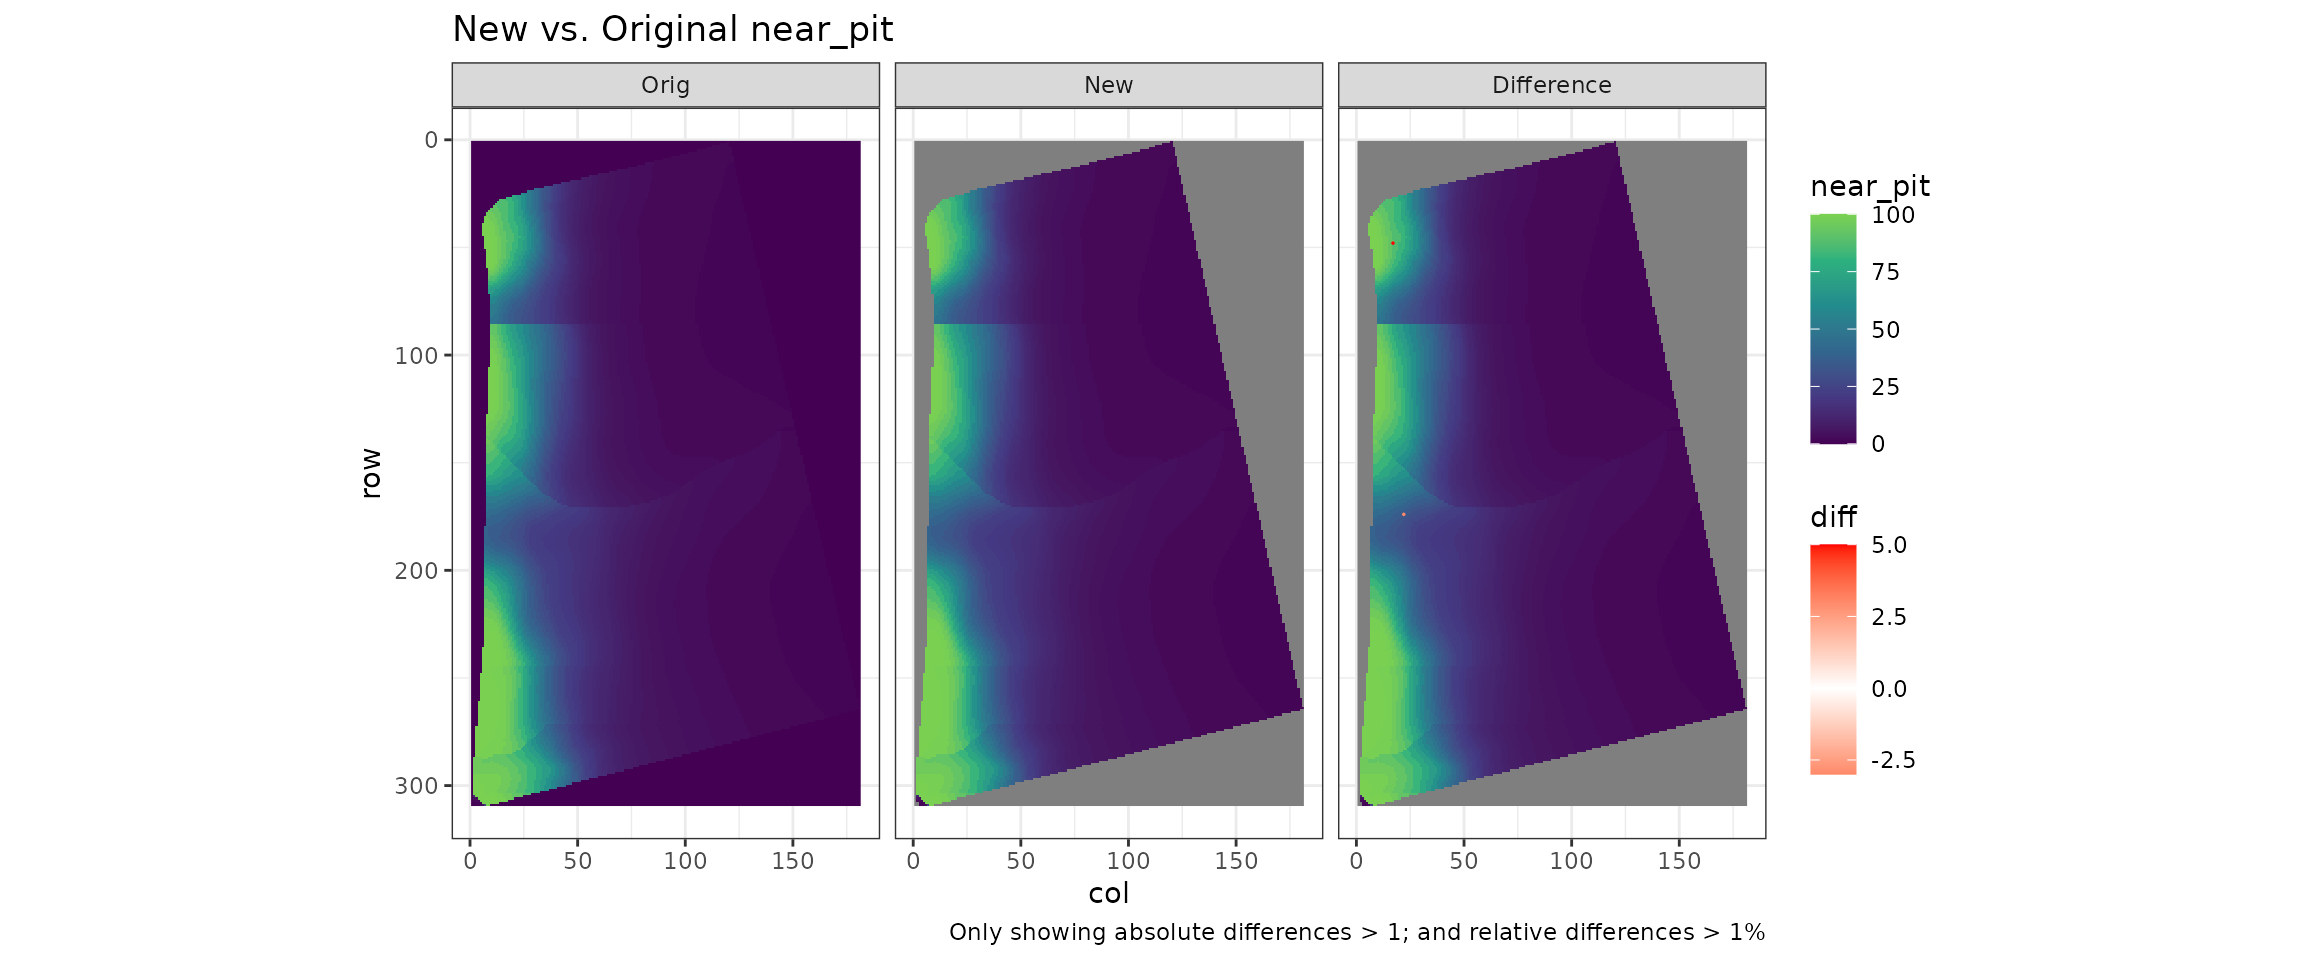 New vs. Original near_pit
Orig
New
Difference
0
100
200
300
row
0 50 100 150
0 50 100 150
0 50 100 150
col
near_pit
100
75
50
25
0
diff
5.0
2.5
0.0
-2.5
Only showing absolute differences > 1; and relative differences > 1%